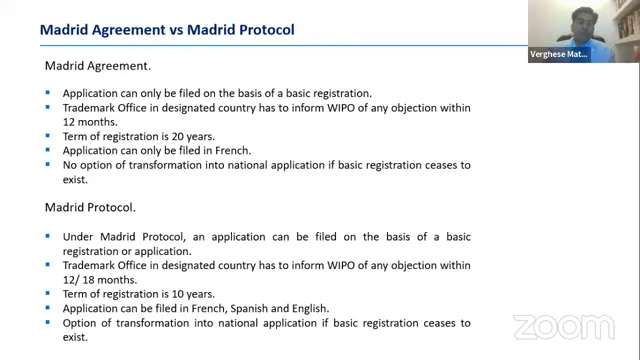 Madrid Agreement vs Madrid Protocol
Verghese Mat...
Madrid Agreement.
Application can only be filed on the basis of a basic registration.
Trademark Office in designated country has to inform WIPO of any objection within
12 months.
Term of registration is 20 years.
Application can only be filed in French.
No option of transformation into national application if basic registration ceases to
exist.
Madrid Protocol.
Under Madrid Protocol, an application can be filed on the basis of a basic
registration or application.
Trademark Office in designated country has to inform WIPO of any objection within
12/ 18 months.
Term of registration is 10 years.
Application can be filed in French, Spanish and English.
Option of transformation into national application if basic registration ceases to
exist.
zoom